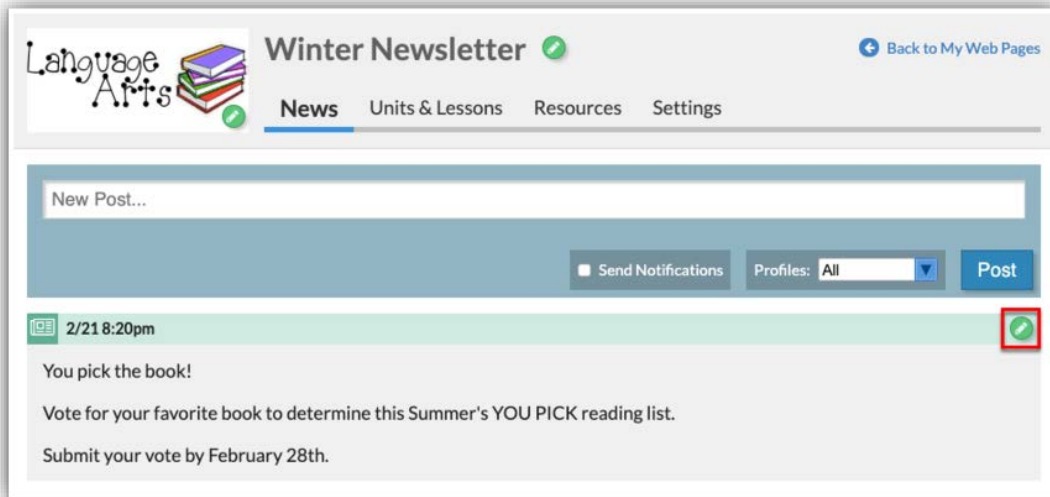 Language
Arts
Winter Newsletter
Back to My Web Pages
News Units & Lessons Resources Settings
New Post...
Send Notifications Profiles: All Post
2/21 8:20pm
You pick the book!
Vote for your favorite book to determine this Summer's YOU PICK reading list.
Submit your vote by February 28th.